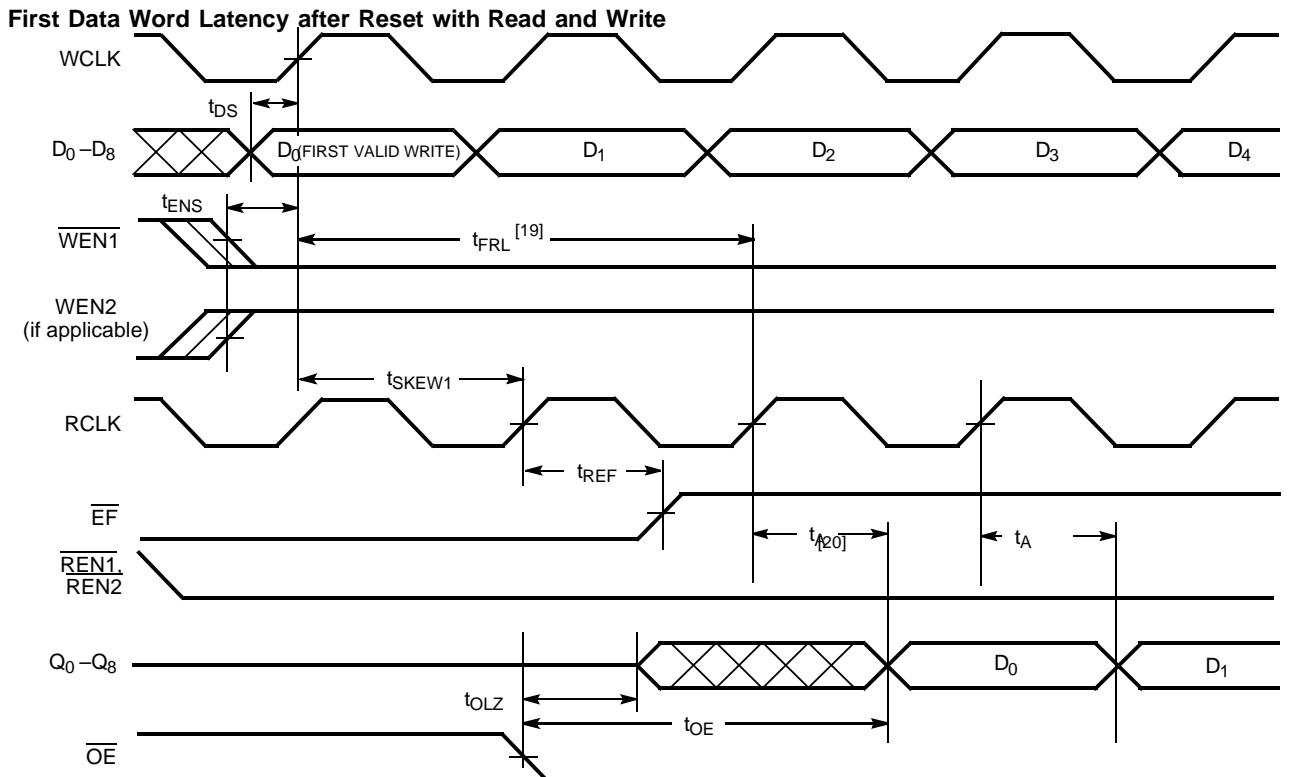 First Data Word Latency after Reset with Read and Write
WCLK
tDS
D0–D8
D0(FIRST VALID WRITE)
D1
D2
D3
D4
tENS
WEN1
tFRL [19]
WEN2
(if applicable)
tSKEW1
RCLK
tREF
EF
tA[20]
tA
REN1,
REN2
Q0–Q8
D0
D1
tOLZ
tOE
OE